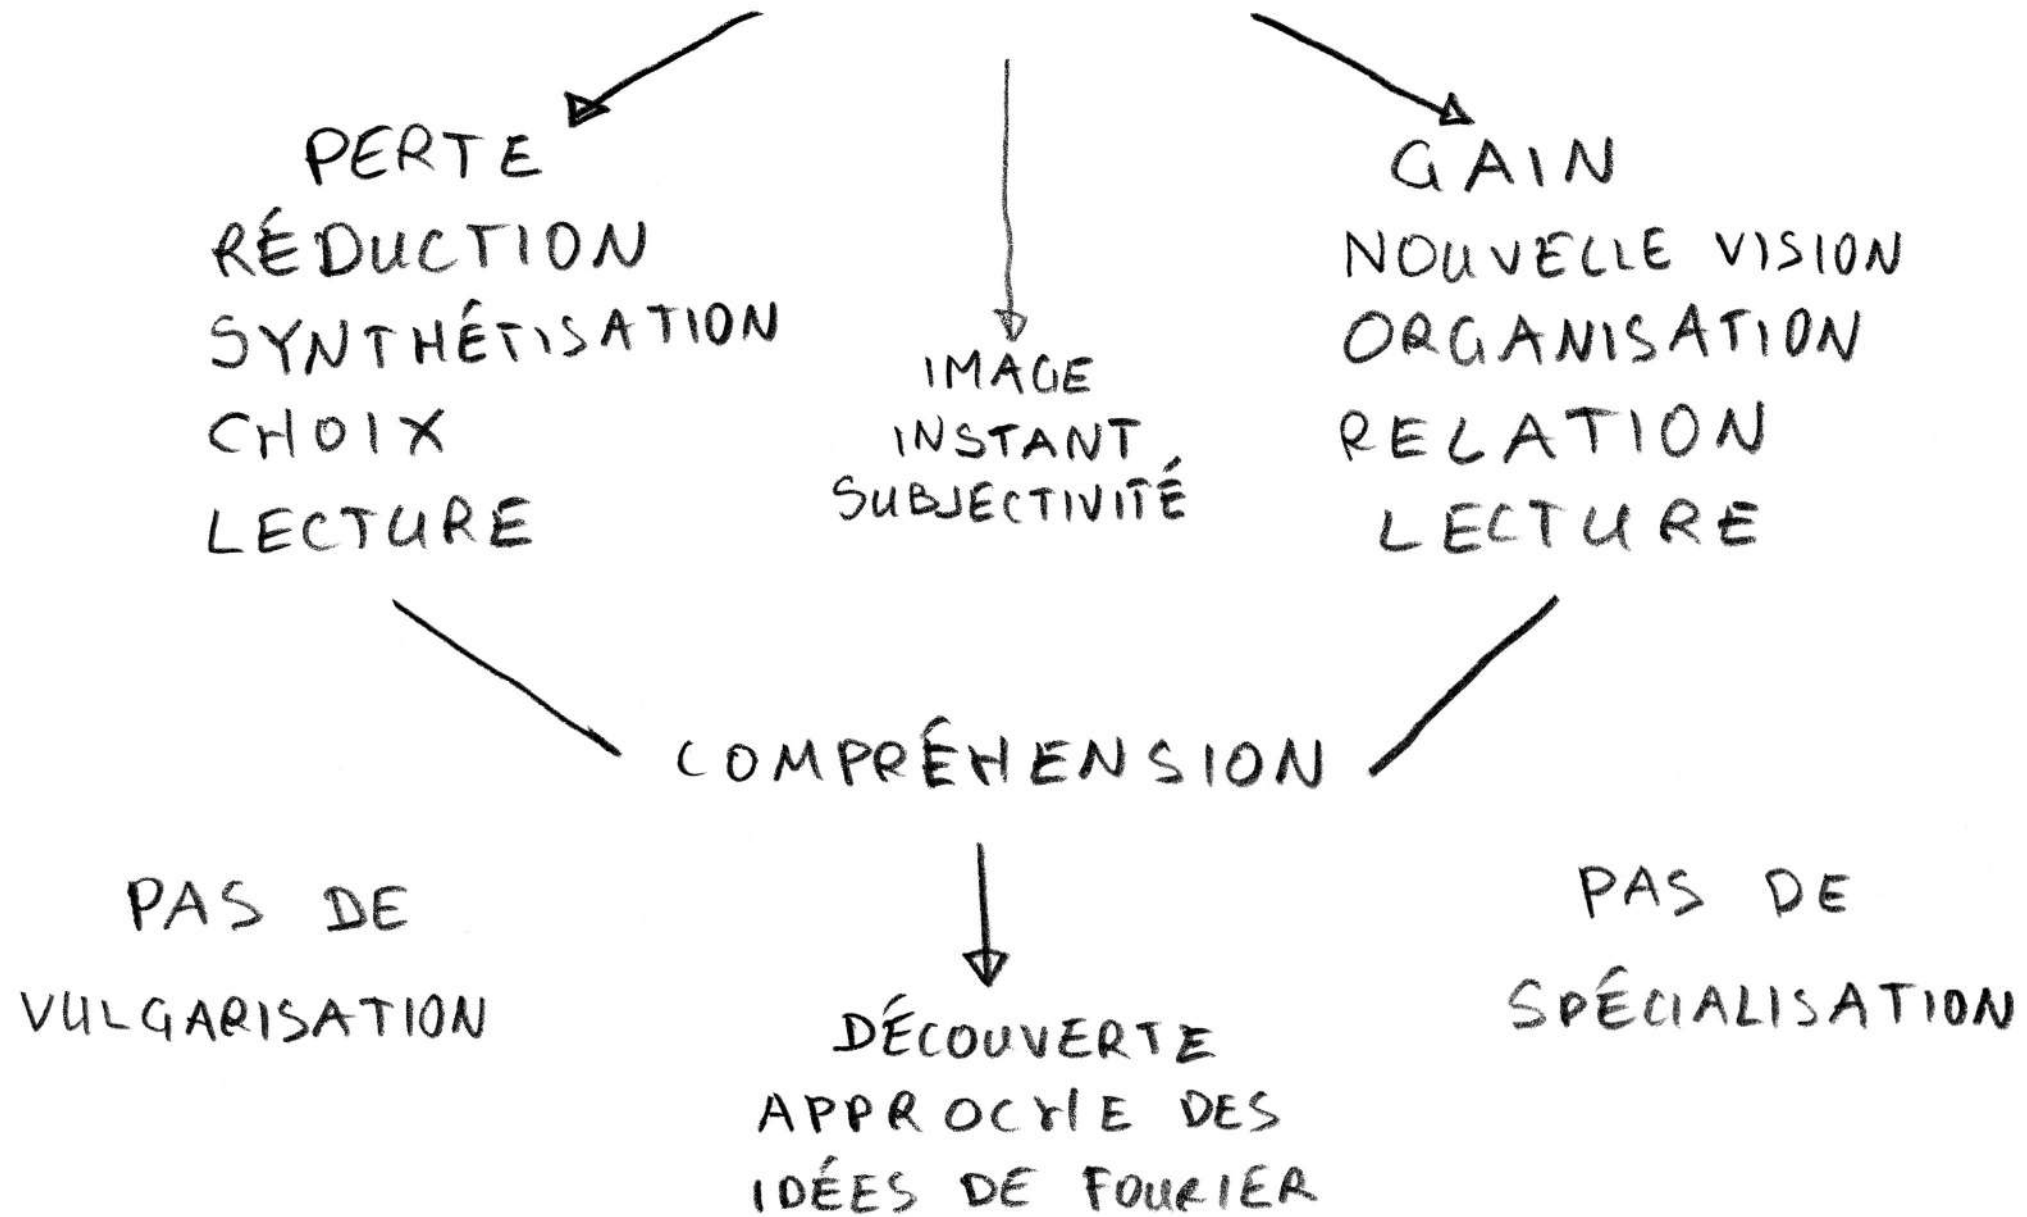 PERTE
RÉDUCTION
SYNTHÉTISATION
CHOIX
LECTURE
IMAGE
INSTANT
SUBJECTIVITÉ
GAIN
NOUVELLE VISION
ORGANISATION
RELATION
LECTURE
COMPRÉHENSION
PAS DE
VULGARISATION
DÉCOUVERTE
APPROCHE DES
IDÉES DE FOURIER
PAS DE
SPÉCIALISATION